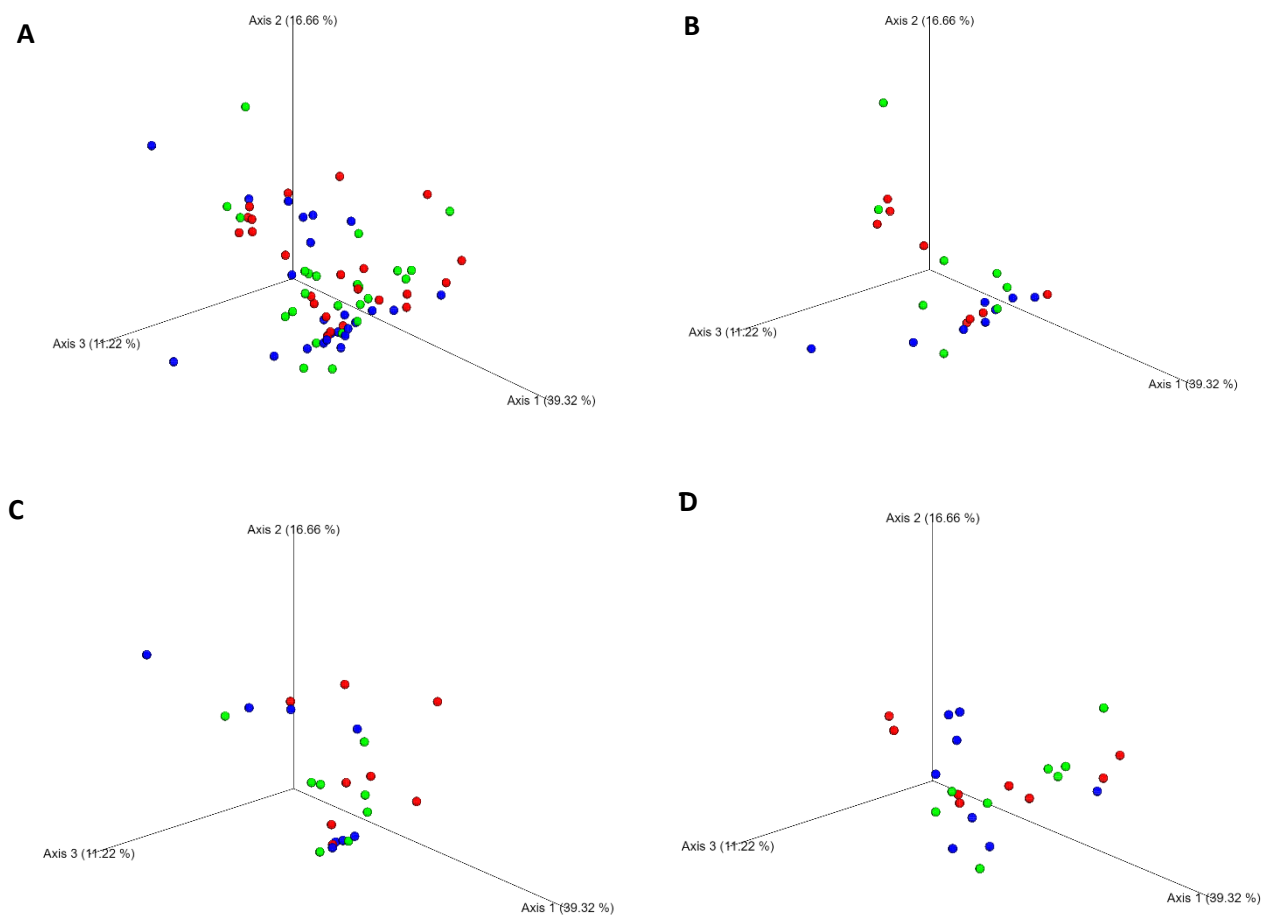 A
Axis 2 (16.66 %)
Axis 3 (11.22 %)
Axis 1 (39.32 %)
B
Axis 2 (16.66 %)
Axis 3 (11.22 %)
Axis 1 (39.32 %)
C
Axis 2 (16.66 %)
Axis 3 (11.22 %)
Axis 1 (39.32 %)
D
Axis 2 (16.66 %)
Axis 3 (11.22 %)
Axis 1 (39.32 %)